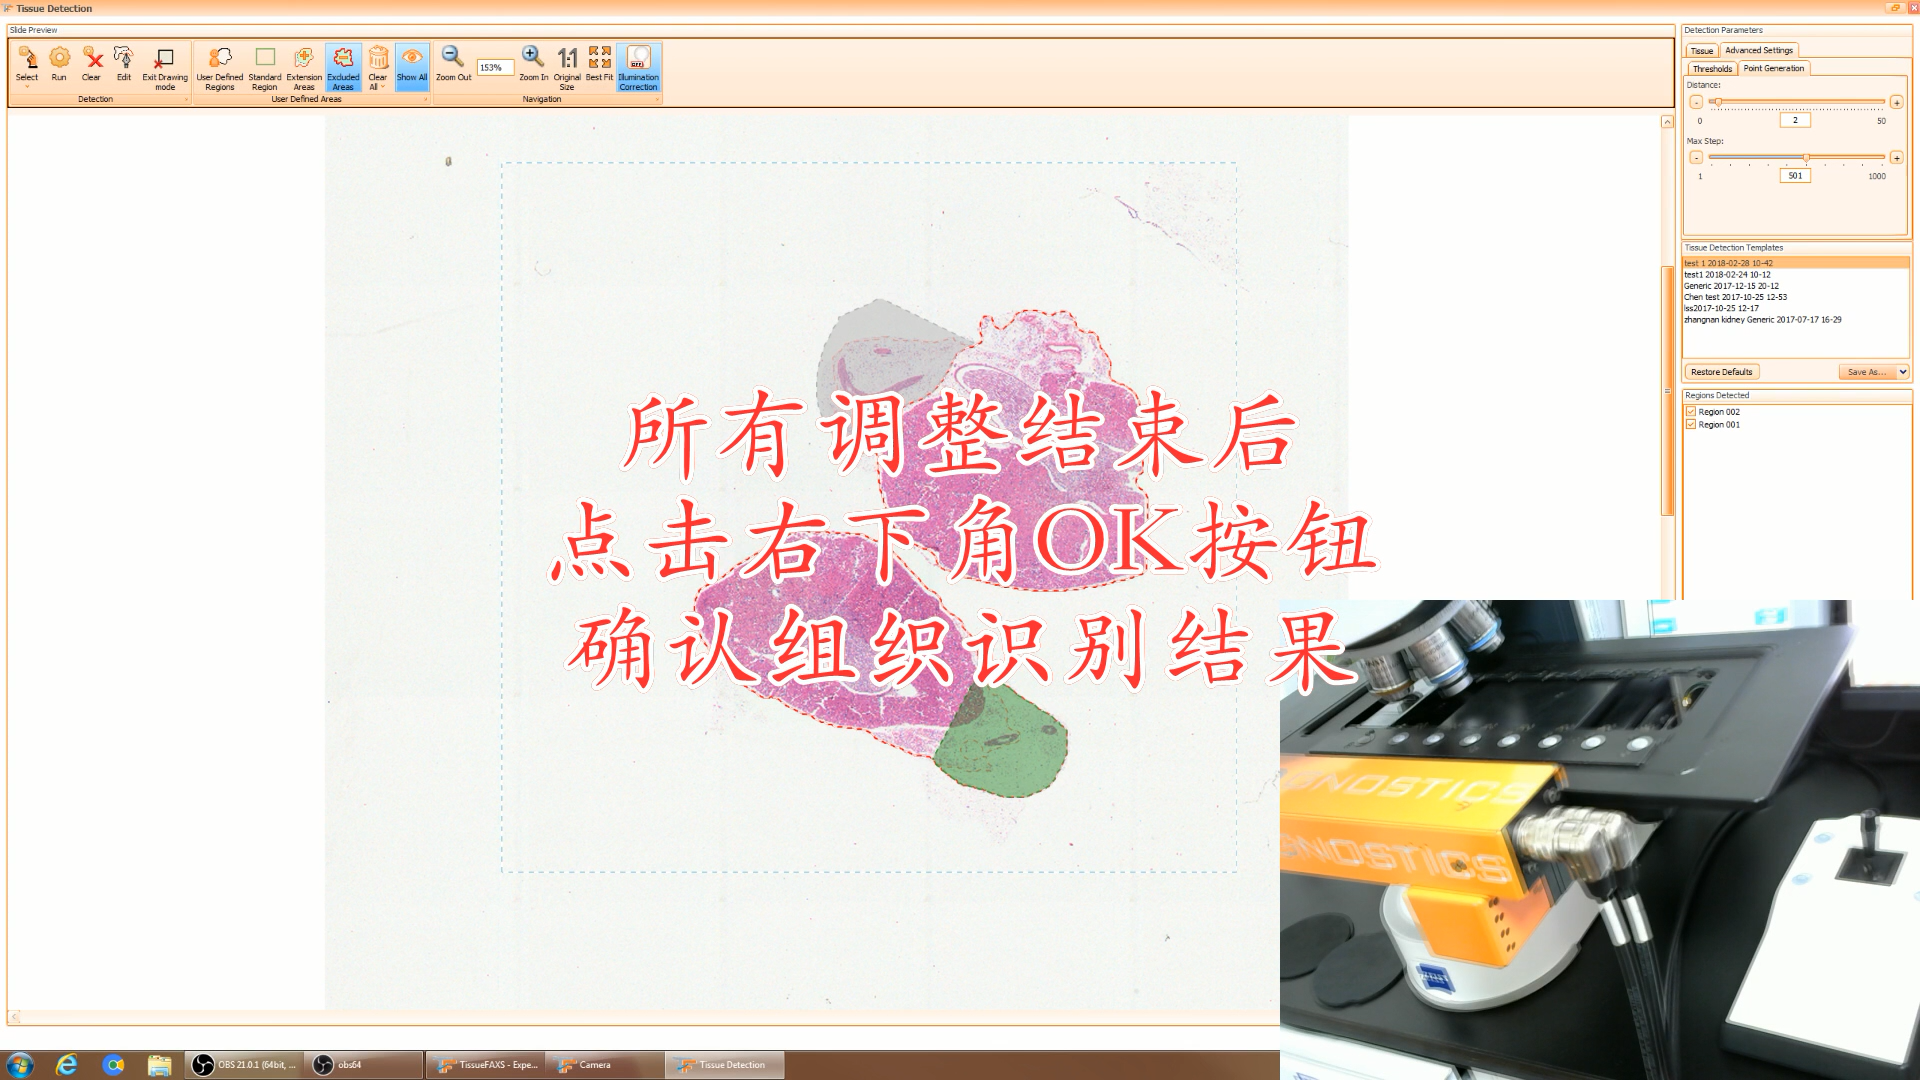 Tissue Detection
Slide Preview
Select
Run
Clear
Edit
Exit Drawing mode
Detection
User Defined Regions
Standard Region
Extension Areas
Excluded Areas
Clear All
Show All
User Defined Areas
Zoom Out
153%
Zoom In
1:1
Original Size
Best Fit
OFF
Illumination Correction
Navigation
Detection Parameters
Tissue
Advanced Settings
Thresholds
Point Generation
Distance:
0
2
50
Max Step:
1
501
1000
Tissue Detection Templates
test 1 2018-02-28 10-42
test1 2018-02-24 10-12
Generic 2017-12-15 20-12
Chen test 2017-10-25 12-53
lss2017-10-25 12-17
zhangnan kidney Generic 2017-07-17 16-29
Restore Defaults
Save As...
Regions Detected
Region 002
Region 001
所有调整结束后
点击右下角OK按钮
确认组织识别结果
GNOSTICS
GNOSTICS
OBS 21.0.1 (64bit, ...
obs64
TissueFAXS - Expe...
Camera
Tissue Detection